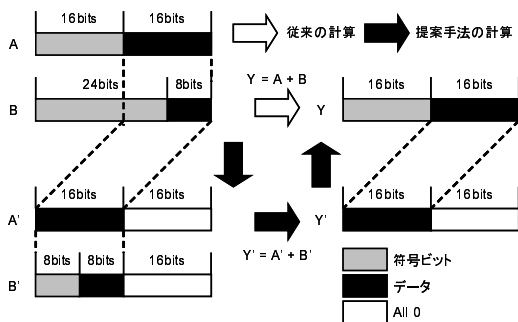 16bits 16bits
A
従来の計算 提案手法の計算
24bits 8bits
B
Y = A + B
16bits 16bits
Y
16bits 16bits
A'
Y' = A' + B'
16bits 16bits
Y'
8bits 8bits 16bits
B'
符号ビット
データ
All 0